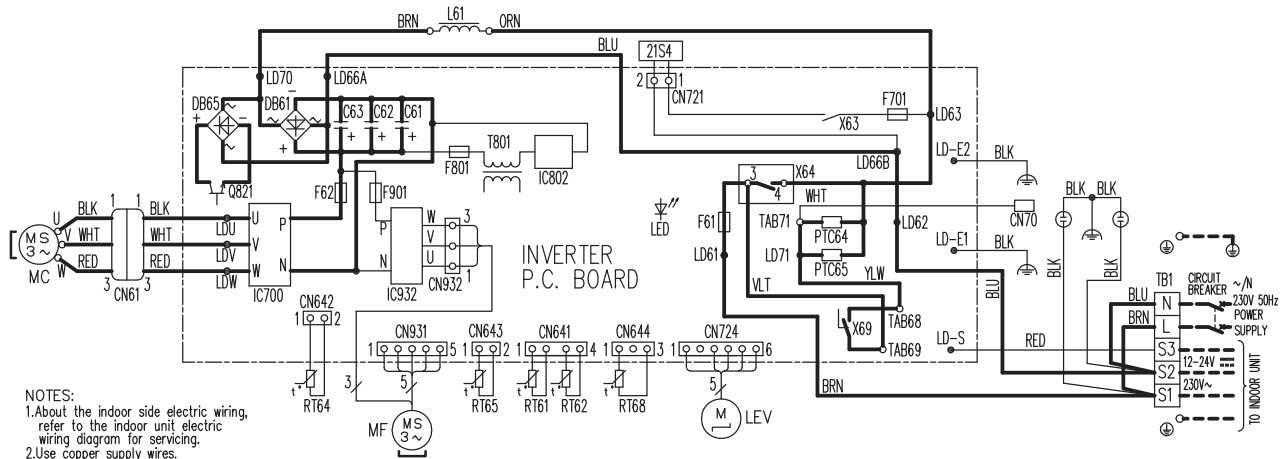 L61
BRN
ORN
BLU
21S4
2 1
CN721
LD70
LD66A
DB65
DB61
C63
C62
C61
+
−
~
F701
X63
LD63
T801
F801
IC802
LD66B
LD-E2
BLK
Q821
F62
F901
X64
3
4
WHT
CN70
BLK BLK
U
V
W
BLK
WHT
RED
1 1
3 3
BLK
WHT
RED
LDU
LDV
LDW
U
V
W
P
N
IC700
MS
3~
MC
CN61
P
N
W
V
U
3
1
IC932
CN932
INVERTER
P.C. BOARD
LED
F61
LD61
TAB71
PTC64
LD71
PTC65
LD62
LD-E1
BLK
YLW
VLT
BLU
BLK
BLK
TB1
CIRCUIT
BREAKER
~/N
230V 50Hz
POWER
SUPPLY
BLU
BRN
N
L
S3
S2
S1
12-24V
230V~
TO INDOOR UNIT
X69
TAB68
TAB69
LD-S
RED
BRN
CN642
1 2
CN931
1 5
CN643
1 2
CN641
1 4
CN644
1 3
CN724
1 6
t°
RT64
3
5
t°
RT65
t°
RT61
t°
RT62
t°
RT68
5
MF
MS
3~
M
LEV
NOTES:
1.About the indoor side electric wiring,
refer to the indoor unit electric
wiring diagram for servicing.
2.Use copper supply wires.